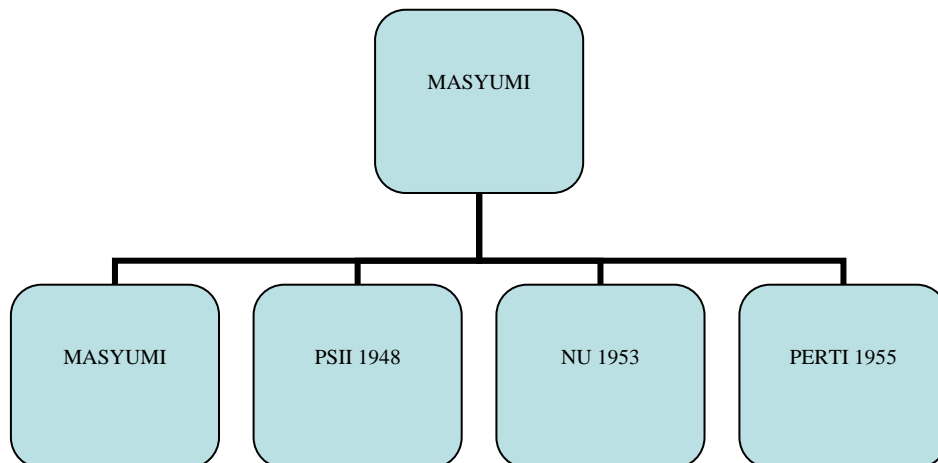 MASYUMI
MASYUMI
PSII 1948
NU 1953
PERTI 1955